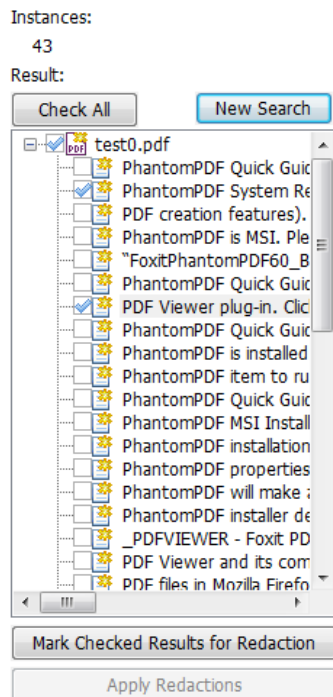 Instances:
43
Result:
Check All
New Search
PDF
test0.pdf
PhantomPDF Quick Guid
PhantomPDF System Re
PDF creation features).
PhantomPDF is MSI. Ple
"FoxitPhantomPDF60_B
PhantomPDF Quick Guid
PDF Viewer plug-in. Clic
PhantomPDF Quick Guid
PhantomPDF is installed
PhantomPDF item to ru
PhantomPDF Quick Guid
PhantomPDF MSI Install
PhantomPDF installation
PhantomPDF properties
PhantomPDF will make a
PhantomPDF installer de
_PDFVIEWER - Foxit PD
PDF Viewer and its com
PDF files in Mozilla Firefo
Mark Checked Results for Redaction
Apply Redactions